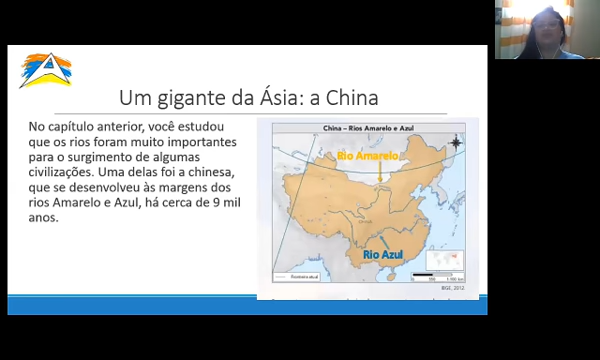 Um gigante da Ásia: a China
No capítulo anterior, você estudou
que os rios foram muito importantes
para o surgimento de algumas
civilizações. Uma delas foi a chinesa,
que se desenvolveu às margens dos
rios Amarelo e Azul, há cerca de 9 mil
anos.
China – Rios Amarelo e Azul
Rio Amarelo
Rio Azul